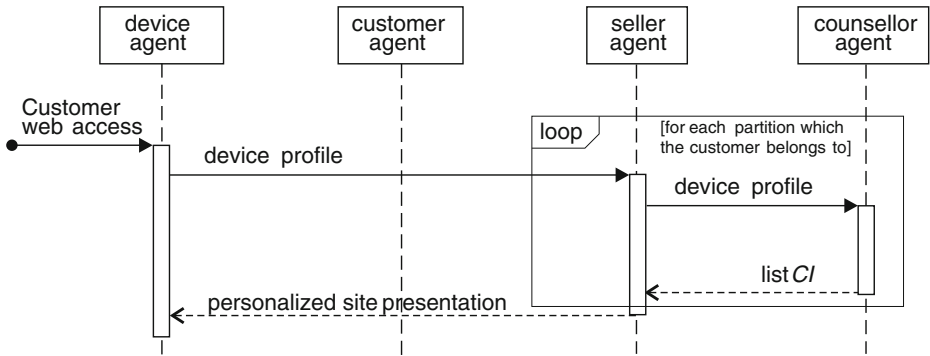 device
agent
customer
agent
seller
agent
counsellor
agent
Customer
web access
loop
[for each partition which
the customer belongs to]
device profile
device profile
list CI
personalized site presentation